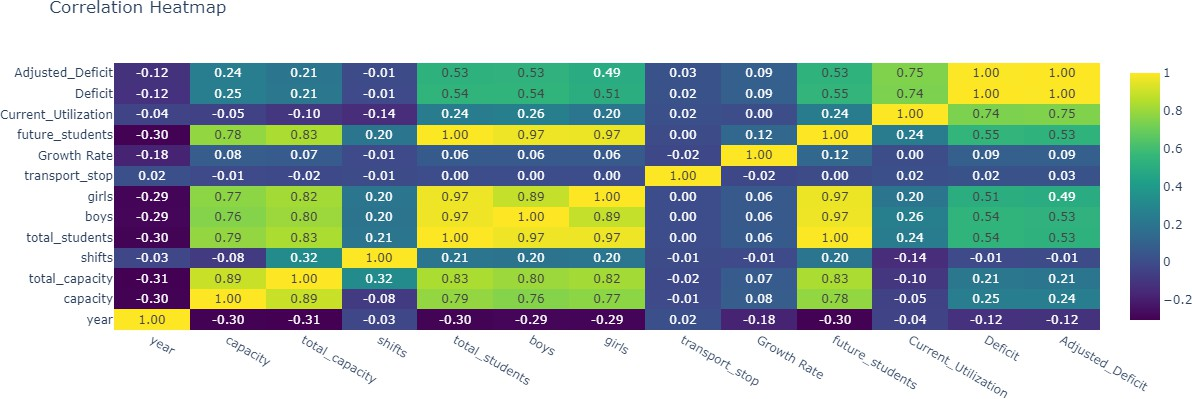 Correlation Heatmap
Adjusted_Deficit -0.12 0.24 0.21 -0.01 0.53 0.53 0.49 0.03 0.09 0.53 0.75 1.00 1.00
1
Deficit -0.12 0.25 0.21 -0.01 0.54 0.54 0.51 0.02 0.09 0.55 0.74 1.00 1.00
Current_Utilization -0.04 -0.05 -0.10 -0.14 0.24 0.26 0.20 0.02 0.00 0.24 1.00 0.74 0.75
0.8
future_students -0.30 0.78 0.83 0.20 1.00 0.97 0.97 0.00 0.12 1.00 0.24 0.55 0.53
0.6
Growth Rate -0.18 0.08 0.07 -0.01 0.06 0.06 0.06 -0.02 1.00 0.12 0.00 0.09 0.09
transport_stop 0.02 -0.01 -0.02 -0.01 0.00 0.00 0.00 1.00 -0.02 0.00 0.02 0.02 0.03
0.4
girls -0.29 0.77 0.82 0.20 0.97 0.89 1.00 0.00 0.06 0.97 0.20 0.51 0.49
boys -0.29 0.76 0.80 0.20 0.97 1.00 0.89 0.00 0.06 0.97 0.26 0.54 0.53
0.2
total_students -0.30 0.79 0.83 0.21 1.00 0.97 0.97 0.00 0.06 1.00 0.24 0.54 0.53
shifts -0.03 -0.08 0.32 1.00 0.21 0.20 0.20 -0.01 -0.01 0.20 -0.14 -0.01 -0.01
0
total_capacity -0.31 0.89 1.00 0.32 0.83 0.80 0.82 -0.02 0.07 0.83 -0.10 0.21 0.21
capacity -0.30 1.00 0.89 -0.08 0.79 0.76 0.77 -0.01 0.08 0.78 -0.05 0.25 0.24
−0.2
year 1.00 -0.30 -0.31 -0.03 -0.30 -0.29 -0.29 0.02 -0.18 -0.30 -0.04 -0.12 -0.12
year capacity total_capacity shifts total_students boys girls transport_stop Growth Rate future_students Current_Utilization Deficit Adjusted_Deficit